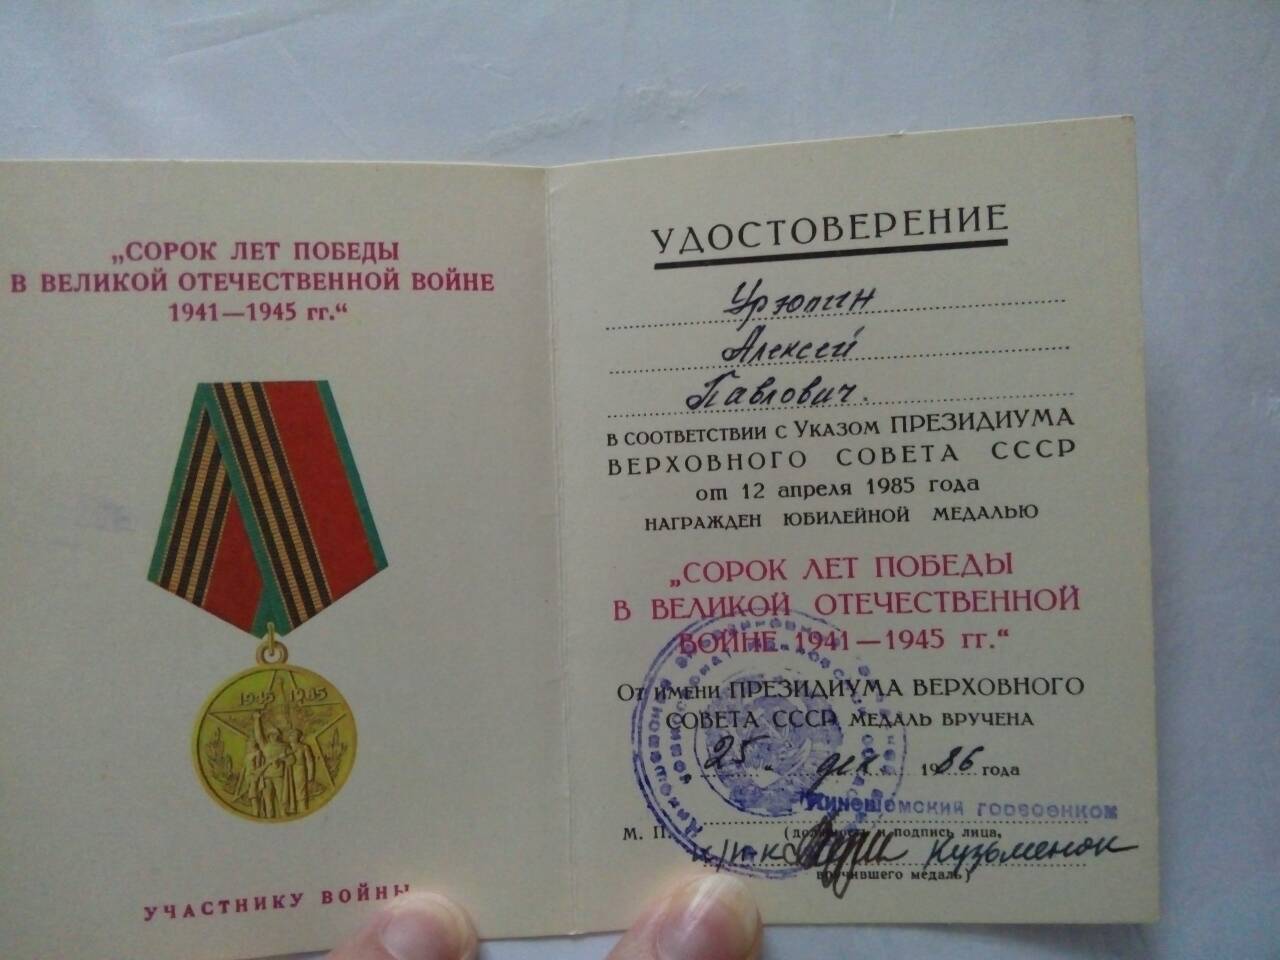 „СОРОК ЛЕТ ПОБЕДЫ
В ВЕЛИКОЙ ОТЕЧЕСТВЕННОЙ ВОЙНЕ
1941—1945 гг.“
1945 1985
УЧАСТНИКУ ВОЙНЫ
УДОСТОВЕРЕНИЕ
Урюпин
Алексей
Павлович.
В СООТВЕТСТВИИ С УКАЗОМ ПРЕЗИДИУМА
ВЕРХОВНОГО СОВЕТА СССР
от 12 апреля 1985 года
НАГРАЖДЕН ЮБИЛЕЙНОЙ МЕДАЛЬЮ
„СОРОК ЛЕТ ПОБЕДЫ
В ВЕЛИКОЙ ОТЕЧЕСТВЕННОЙ
ВОЙНЕ 1941—1945 гг.“
ОТ ИМЕНИ ПРЕЗИДИУМА ВЕРХОВНОГО
СОВЕТА СССР МЕДАЛЬ ВРУЧЕНА
25 дек 1986 года
Кинешемский горвоенком
М. П. (должность и подпись лица,
Кузьменок
вручившего медаль)